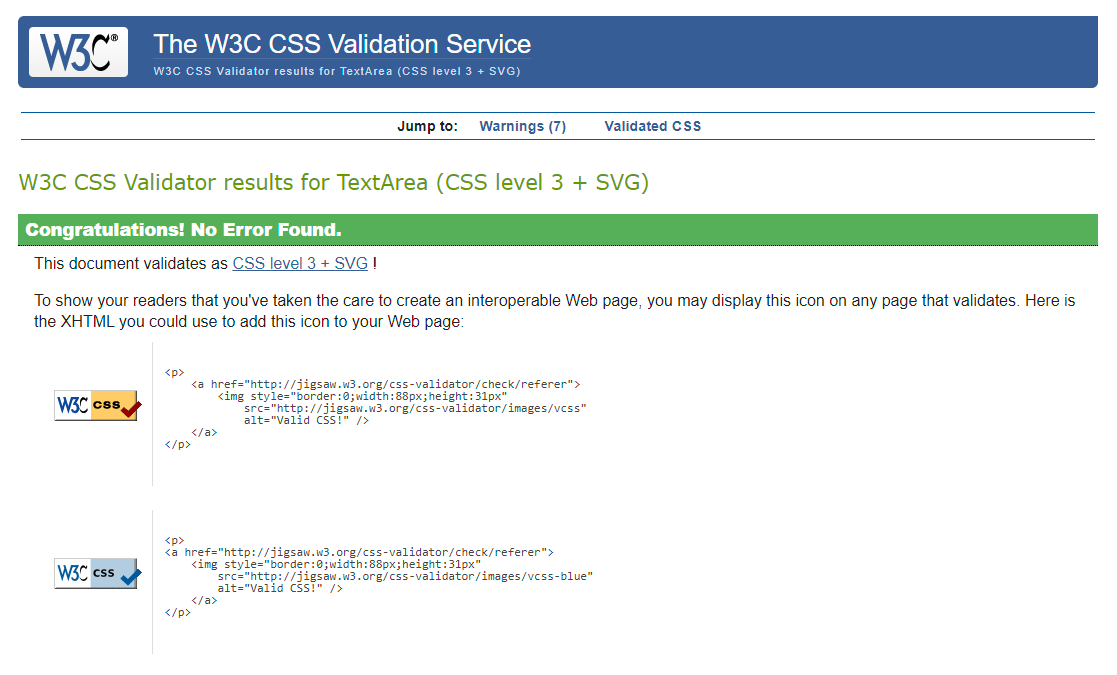 W3C®
The W3C CSS Validation Service
W3C CSS Validator results for TextArea (CSS level 3 + SVG)
Jump to: Warnings (7) Validated CSS
W3C CSS Validator results for TextArea (CSS level 3 + SVG)
Congratulations! No Error Found.
This document validates as CSS level 3 + SVG !
To show your readers that you've taken the care to create an interoperable Web page, you may display this icon on any page that validates. Here is
the XHTML you could use to add this icon to your Web page:
W3C css
<p>
    <a href="http://jigsaw.w3.org/css-validator/check/referer">
        <img style="border:0;width:88px;height:31px"
            src="http://jigsaw.w3.org/css-validator/images/vcss"
            alt="Valid CSS!" />
    </a>
</p>
W3C css
<p>
<a href="http://jigsaw.w3.org/css-validator/check/referer">
    <img style="border:0;width:88px;height:31px"
        src="http://jigsaw.w3.org/css-validator/images/vcss-blue"
        alt="Valid CSS!" />
    </a>
</p>